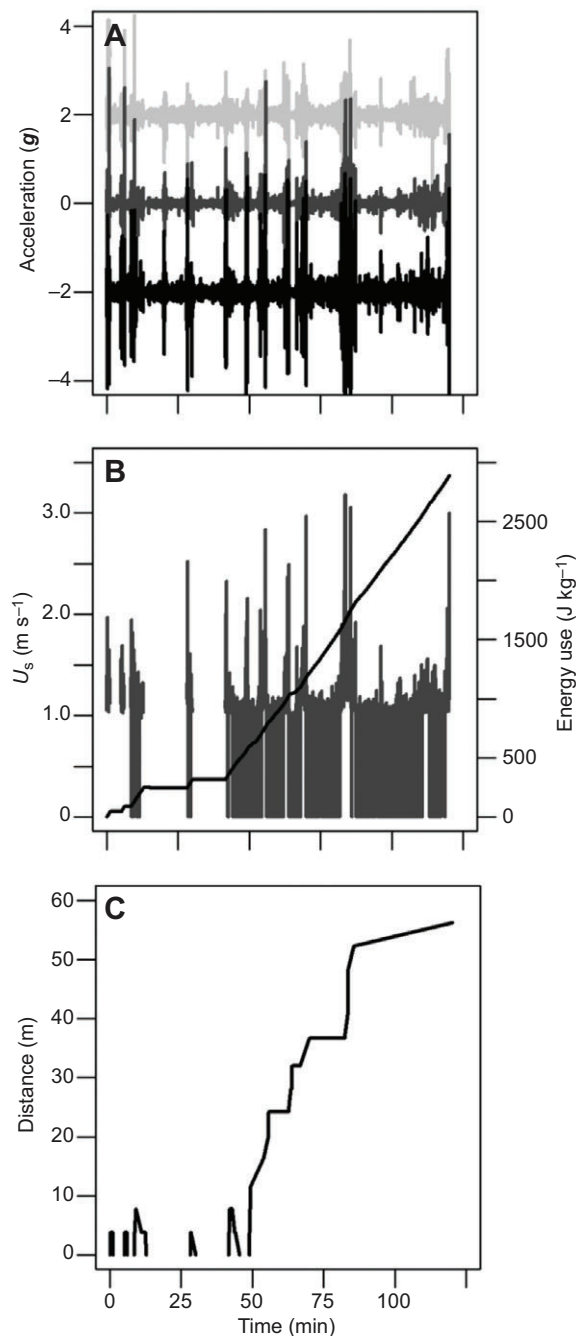 A
4
2
0
–2
–4
Acceleration (g)
B
3.0
2.0
1.0
0
Us (m s–1)
2500
1500
500
0
Energy use (J kg–1)
C
60
50
40
30
20
10
0
Distance (m)
0 25 50 75 100
Time (min)